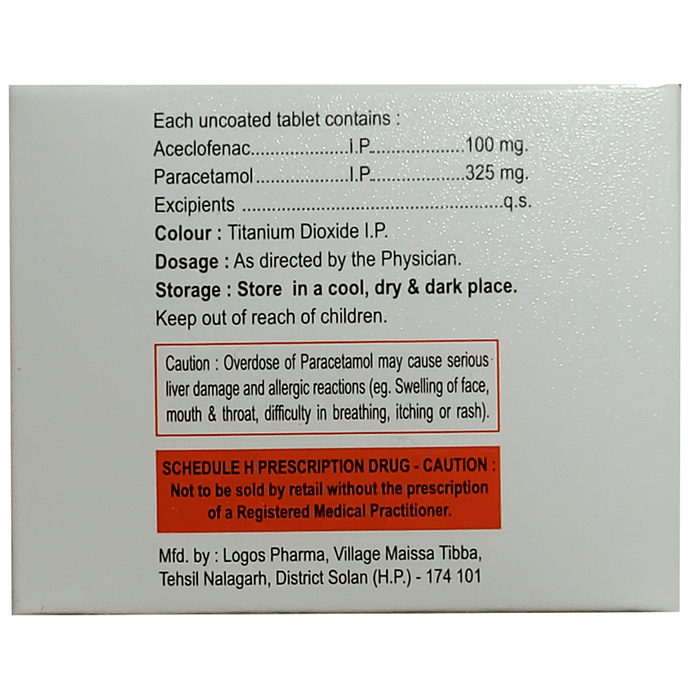 Each uncoated tablet contains :
Aceclofenac.....................I.P....................100 mg.
Paracetamol....................I.P....................325 mg.
Excipients ......................................................q.s.
Colour : Titanium Dioxide I.P.
Dosage : As directed by the Physician.
Storage : Store in a cool, dry & dark place.
Keep out of reach of children.
Caution : Overdose of Paracetamol may cause serious
liver damage and allergic reactions (eg. Swelling of face,
mouth & throat, difficulty in breathing, itching or rash).
SCHEDULE H PRESCRIPTION DRUG - CAUTION :
Not to be sold by retail without the prescription
of a Registered Medical Practitioner.
Mfd. by : Logos Pharma, Village Maissa Tibba,
Tehsil Nalagarh, District Solan (H.P.) - 174 101